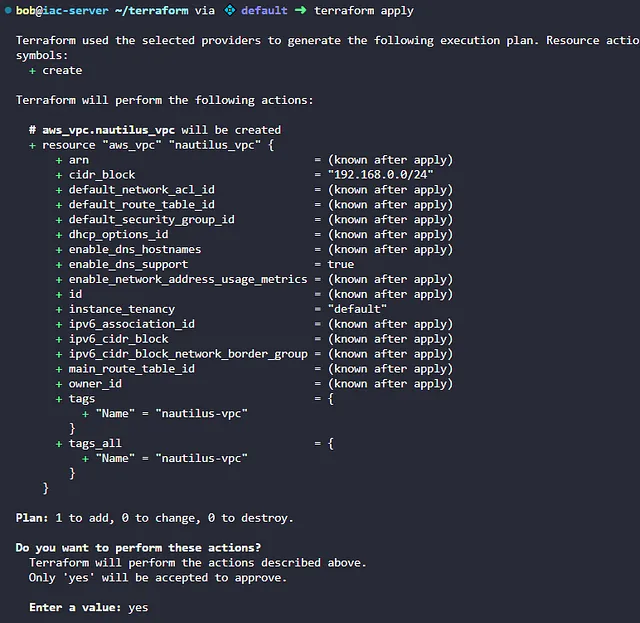 bob@iac-server ~/terraform via default → terraform apply
Terraform used the selected providers to generate the following execution plan. Resource actio
symbols:
+ create
Terraform will perform the following actions:
# aws_vpc.nautilus_vpc will be created
+ resource "aws_vpc" "nautilus_vpc" {
+ arn = (known after apply)
+ cidr_block = "192.168.0.0/24"
+ default_network_acl_id = (known after apply)
+ default_route_table_id = (known after apply)
+ default_security_group_id = (known after apply)
+ dhcp_options_id = (known after apply)
+ enable_dns_hostnames = (known after apply)
+ enable_dns_support = true
+ enable_network_address_usage_metrics = (known after apply)
+ id = (known after apply)
+ instance_tenancy = "default"
+ ipv6_association_id = (known after apply)
+ ipv6_cidr_block = (known after apply)
+ ipv6_cidr_block_network_border_group = (known after apply)
+ main_route_table_id = (known after apply)
+ owner_id = (known after apply)
+ tags = {
+ "Name" = "nautilus-vpc"
}
+ tags_all = {
+ "Name" = "nautilus-vpc"
}
}
Plan: 1 to add, 0 to change, 0 to destroy.
Do you want to perform these actions?
Terraform will perform the actions described above.
Only 'yes' will be accepted to approve.
Enter a value: yes